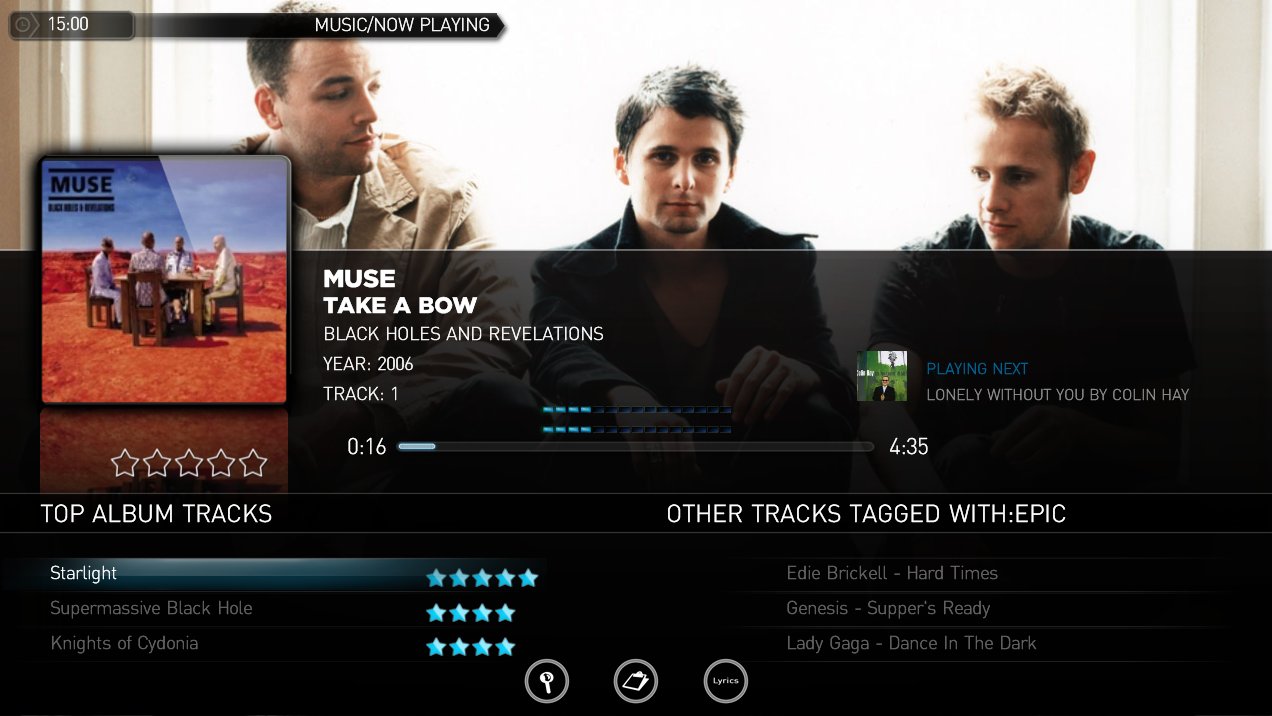 15:00
MUSIC/NOW PLAYING
MUSE
BLACK HOLES & REVELATIONS
MUSE
TAKE A BOW
BLACK HOLES AND REVELATIONS
YEAR: 2006
TRACK: 1
Colin Hay
PLAYING NEXT
LONELY WITHOUT YOU BY COLIN HAY
0:16
4:35
TOP ALBUM TRACKS
OTHER TRACKS TAGGED WITH:EPIC
Starlight
Edie Brickell - Hard Times
Supermassive Black Hole
Genesis - Supper's Ready
Knights of Cydonia
Lady Gaga - Dance In The Dark
Lyrics